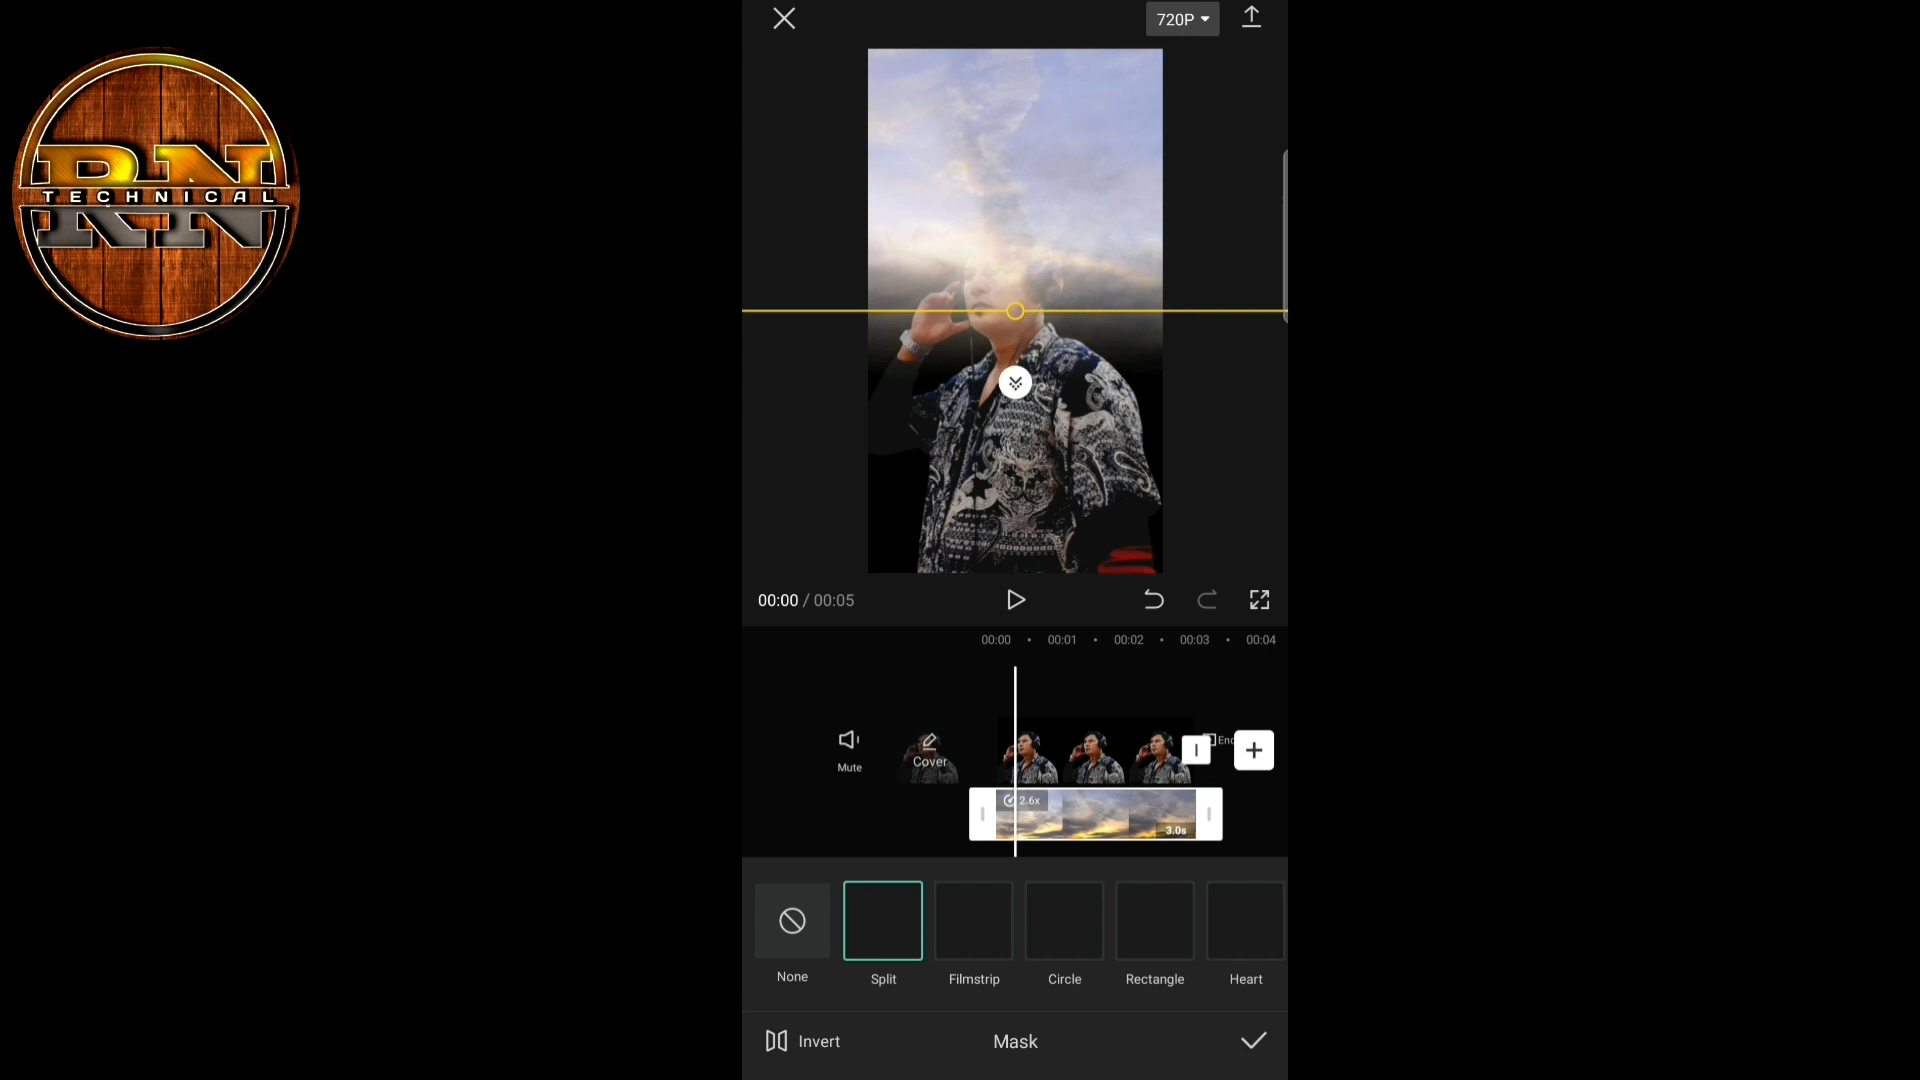 720P
RN
TECHNICAL
00:00 / 00:05
00:00 00:01 00:02 00:03 00:04
Mute
Cover
2.6x
3.0s
None
Split
Filmstrip
Circle
Rectangle
Heart
Invert
Mask